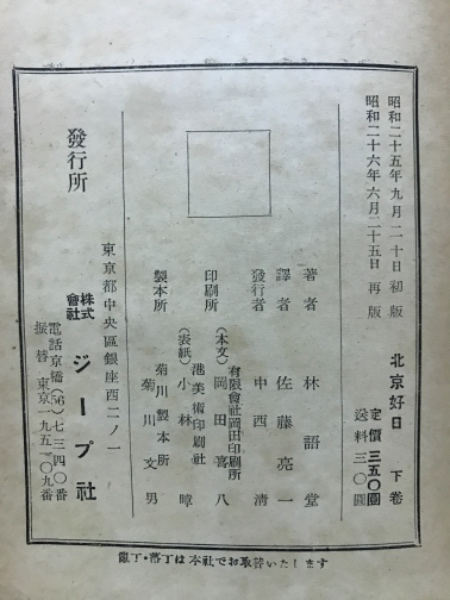 昭和二十五年九月二十日 初版
昭和二十六年六月二十五日 再版
北京好日 下卷
定價 三五〇圓
送料 三〇圓
著者 林語堂
譯者 佐藤亮一
發行者 中西清
印刷所
(本文) 有限會社岡田印刷所
岡田喜八
(表紙) 港美術印刷社
小林暲
製本所 菊川製本所
菊川文男
發行所
東京都中央區銀座西二ノ一
株式會社 ジープ社
電話京橋(56)七三四〇番
振替 東京一九五一〇九番
亂丁・落丁は本社でお取替いたします